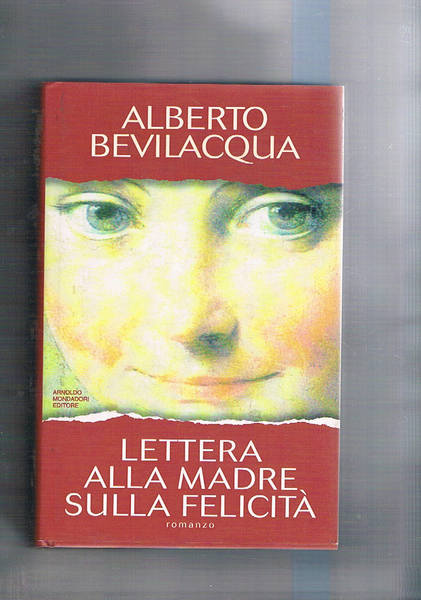 ALBERTO
BEVILACQUA
ARNOLDO
MONDADORI
EDITORE
LETTERA
ALLA MADRE
SULLA FELICITÀ
romanzo